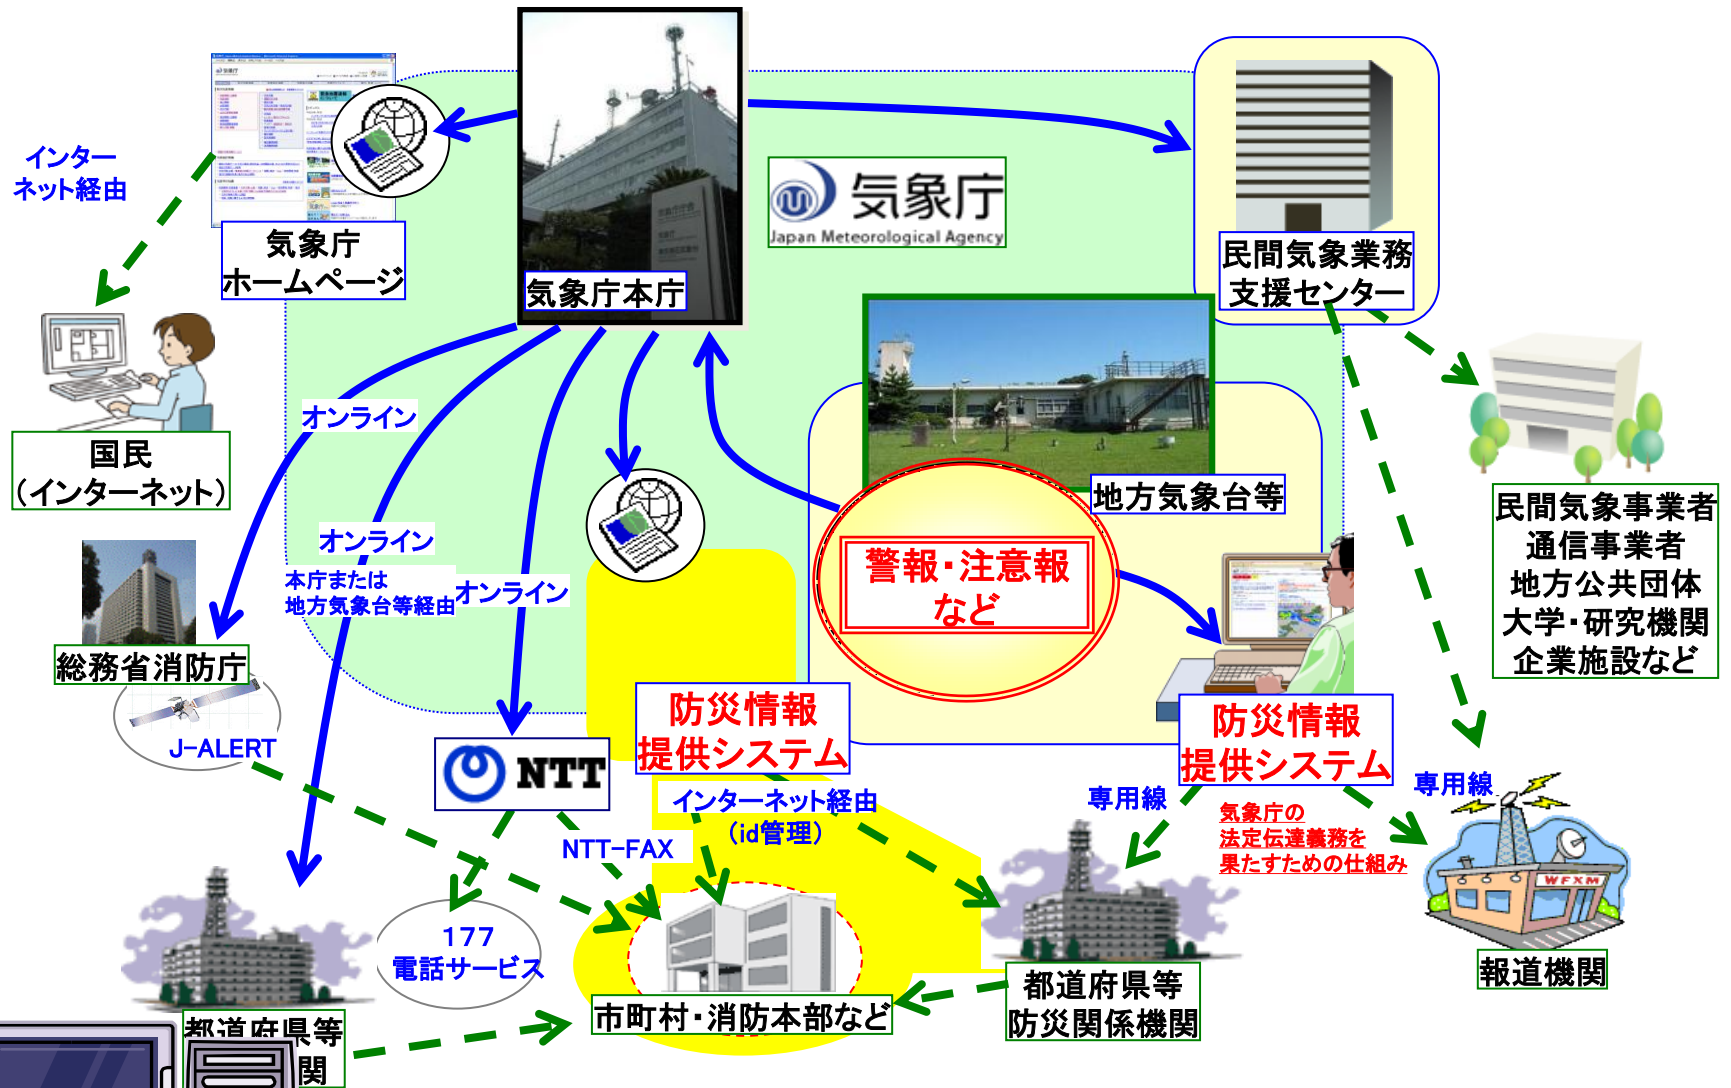 インター
ネット経由
気象庁
ホームページ
気象庁本庁
気象庁
Japan Meteorological Agency
民間気象業務
支援センター
国民
（インターネット）
オンライン
オンライン
本庁または
地方気象台等経由
オンライン
地方気象台等
警報・注意報
など
民間気象事業者
通信事業者
地方公共団体
大学・研究機関
企業施設など
総務省消防庁
J-ALERT
NTT
防災情報
提供システム
防災情報
提供システム
インターネット経由
（id管理）
専用線
専用線
気象庁の
法定伝達義務を
果たすための仕組み
NTT-FAX
177
電話サービス
WFXM
報道機関
市町村・消防本部など
都道府県等
防災関係機関
都道府県等
関